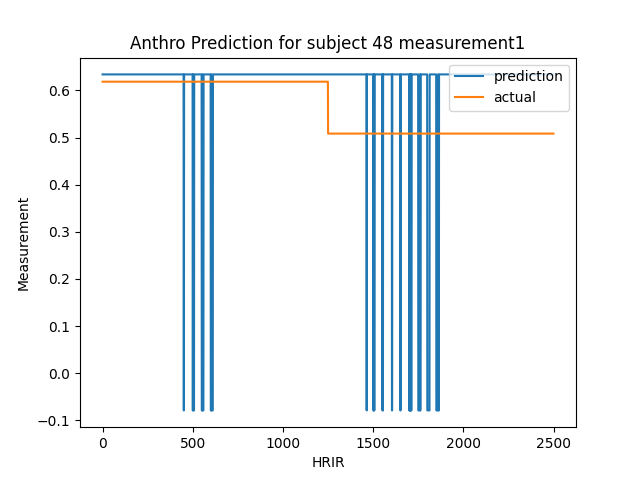 Anthro Prediction for subject 48 measurement1
prediction
actual
0.6
0.5
0.4
0.3
0.2
0.1
0.0
−0.1
Measurement
0 500 1000 1500 2000 2500
HRIR